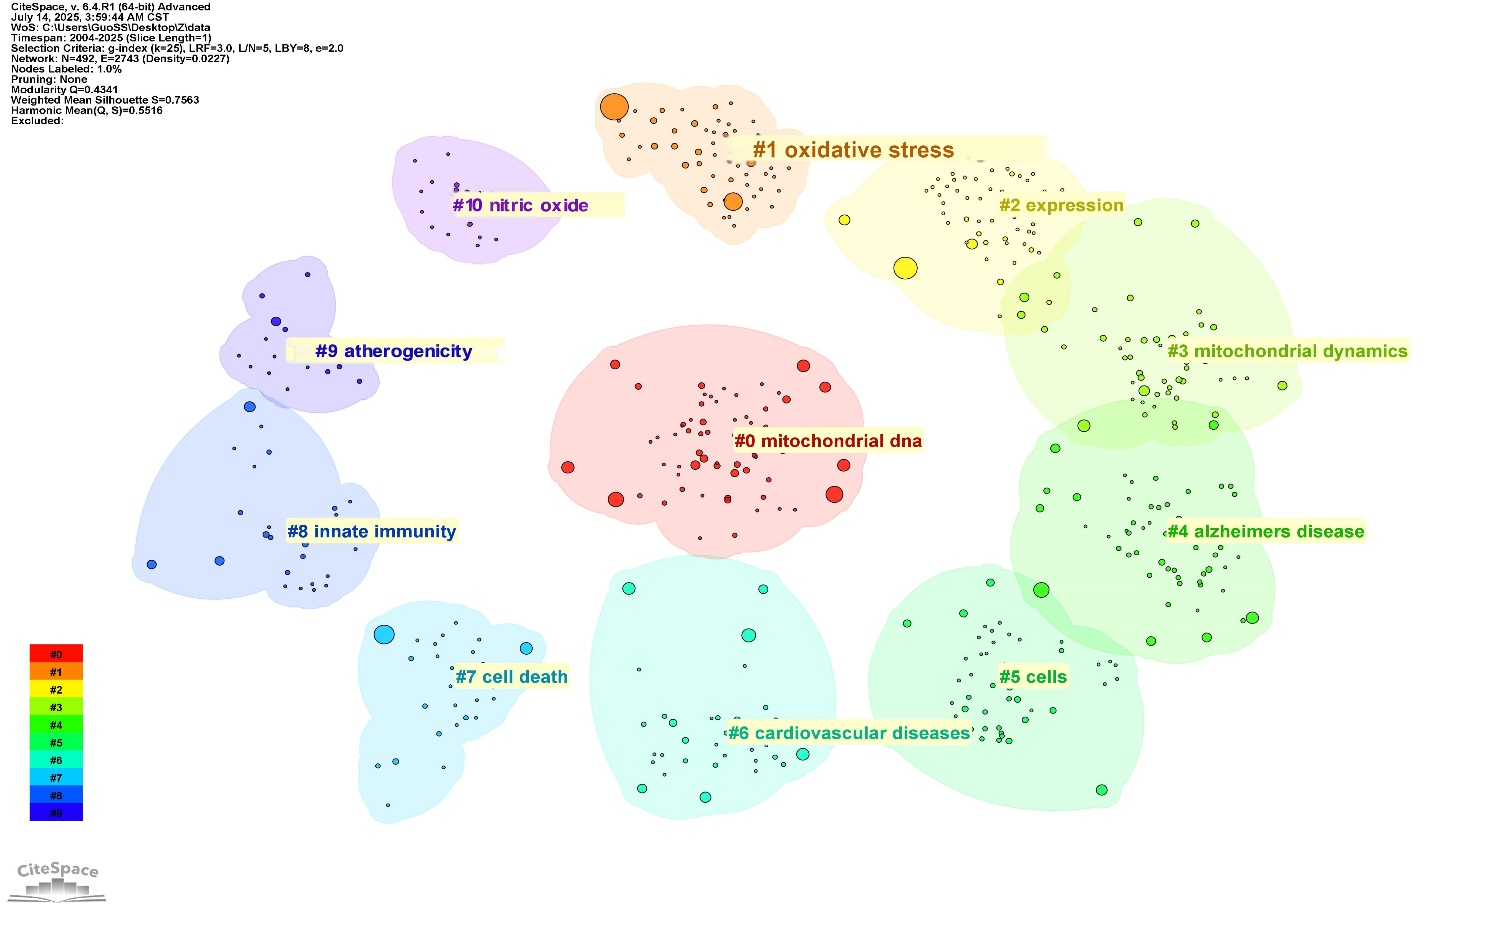 CiteSpace, v. 6.4.R1 (64-bit) Advanced
July 14, 2025, 3:59:44 AM CST
WoS: C:\Users\GuoSS\Desktop\Z\data
Timespan: 2004-2025 (Slice Length=1)
Selection Criteria: g-index (k=25), LRF=3.0, L/N=5, LBY=8, e=2.0
Network: N=492, E=2743 (Density=0.0227)
Nodes Labeled: 1.0%
Pruning: None
Modularity Q=0.4341
Weighted Mean Silhouette S=0.7563
Harmonic Mean(Q, S)=0.5516
Excluded:
#1 oxidative stress
#10 nitric oxide
#2 expression
#9 atherogenicity
#3 mitochondrial dynamics
#0 mitochondrial dna
#8 innate immunity
#4 alzheimers disease
#7 cell death
#5 cells
#6 cardiovascular diseases
#0
#1
#2
#3
#4
#5
#6
#7
#8
#9
CiteSpace